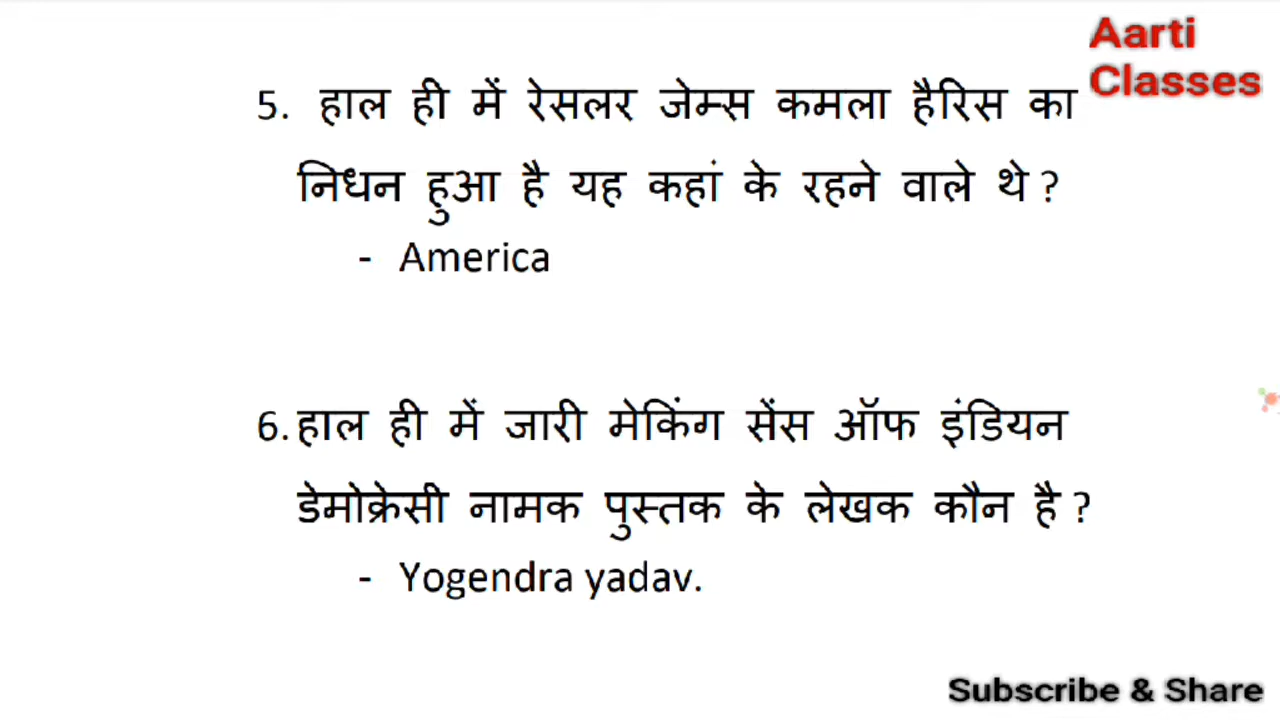 Aarti
Classes
5. हाल ही में रेसलर जेम्स कमला हैरिस का
निधन हुआ है यह कहां के रहने वाले थे ?
- America
6. हाल ही में जारी मेकिंग सेंस ऑफ इंडियन
डेमोक्रेसी नामक पुस्तक के लेखक कौन है ?
- Yogendra yadav.
Subscribe & Share